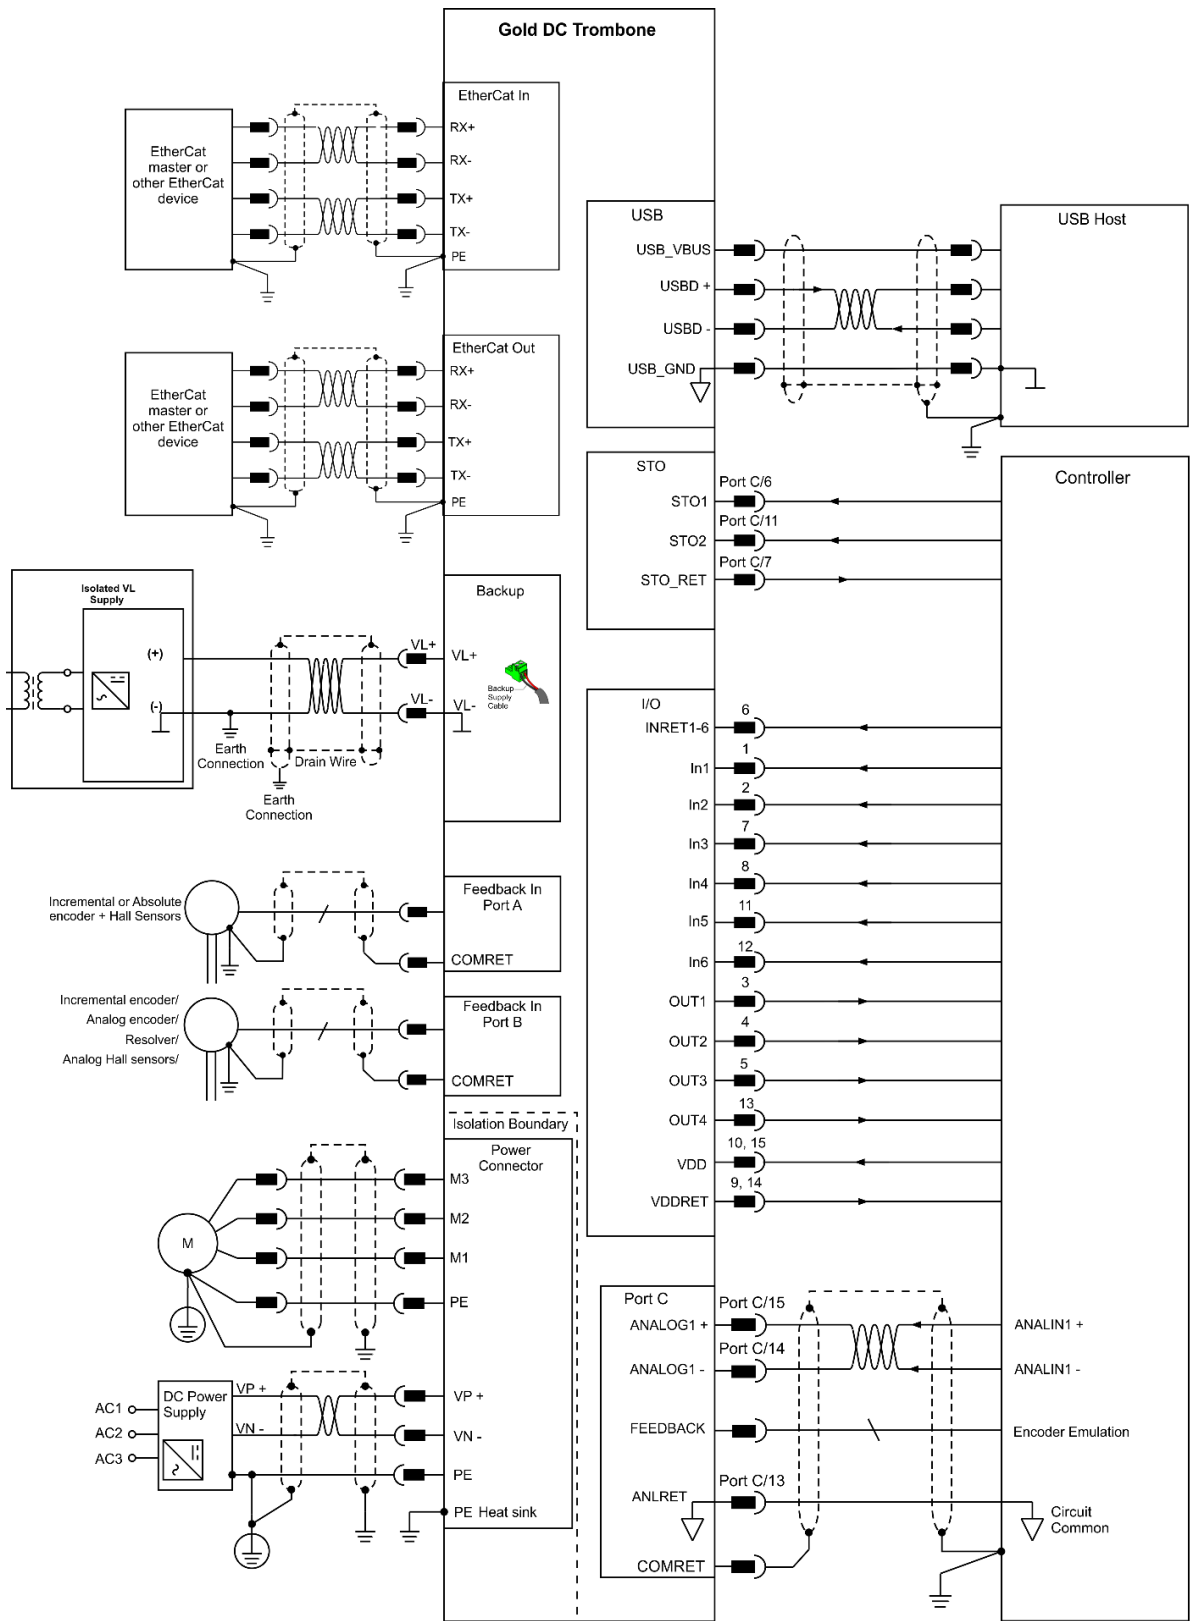 Gold DC Trombone
EtherCat In
EtherCat
master or
other EtherCat
device
RX+
RX-
TX+
TX-
PE
EtherCat Out
EtherCat
master or
other EtherCat
device
RX+
RX-
TX+
TX-
PE
Isolated VL
Supply
(+)
(-)
Earth
Connection
Drain Wire
Earth
Connection
VL+
VL-
Backup
VL+
VL-
Backup
Supply
Cable
Incremental or Absolute
encoder + Hall Sensors
Feedback In
Port A
COMRET
Incremental encoder/
Analog encoder/
Resolver/
Analog Hall sensors/
Feedback In
Port B
COMRET
Isolation Boundary
Power
Connector
M
M3
M2
M1
PE
AC1
AC2
AC3
DC Power
Supply
VP +
VN -
VP +
VN -
PE
PE Heat sink
USB
USB_VBUS
USBD +
USBD -
USB_GND
USB Host
STO
STO1
STO2
STO_RET
Port C/6
Port C/11
Port C/7
Controller
I/O
INRET1-6
6
In1
1
In2
2
In3
7
In4
8
In5
11
In6
12
OUT1
3
OUT2
4
OUT3
5
OUT4
13
VDD
10, 15
VDDRET
9, 14
Port C
ANALOG1 +
Port C/15
ANALIN1 +
ANALOG1 -
Port C/14
ANALIN1 -
FEEDBACK
Encoder Emulation
ANLRET
Port C/13
Circuit
Common
COMRET